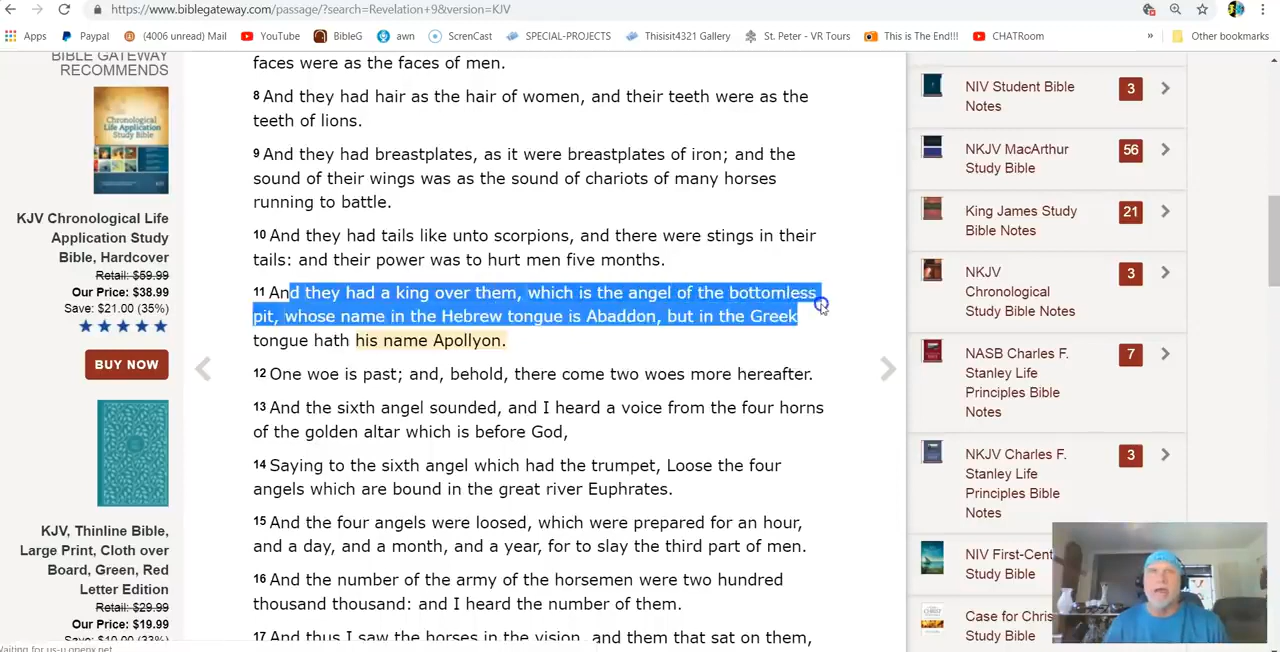 https://www.biblegateway.com/passage/?search=Revelation+9&version=KJV
Apps
Paypal
(4006 unread) Mail
YouTube
BibleG
awn
ScrenCast
SPECIAL-PROJECTS
Thisisit4321 Gallery
St. Peter - VR Tours
This is The End!!!
CHATRoom
»
Other bookmarks
BIBLE GATEWAY
RECOMMENDS
KJV Chronological Life
Application Study
Bible, Hardcover
Retail: $59.99
Our Price: $38.99
Save: $21.00 (35%)
BUY NOW
KJV, Thinline Bible,
Large Print, Cloth over
Board, Green, Red
Letter Edition
Retail: $29.99
Our Price: $19.99
Save: $10.00 (33%)
faces were as the faces of men.
8 And they had hair as the hair of women, and their teeth were as the
teeth of lions.
9 And they had breastplates, as it were breastplates of iron; and the
sound of their wings was as the sound of chariots of many horses
running to battle.
10 And they had tails like unto scorpions, and there were stings in their
tails: and their power was to hurt men five months.
11 And they had a king over them, which is the angel of the bottomless
pit, whose name in the Hebrew tongue is Abaddon, but in the Greek
tongue hath his name Apollyon.
12 One woe is past; and, behold, there come two woes more hereafter.
13 And the sixth angel sounded, and I heard a voice from the four horns
of the golden altar which is before God,
14 Saying to the sixth angel which had the trumpet, Loose the four
angels which are bound in the great river Euphrates.
15 And the four angels were loosed, which were prepared for an hour,
and a day, and a month, and a year, for to slay the third part of men.
16 And the number of the army of the horsemen were two hundred
thousand thousand: and I heard the number of them.
17 And thus I saw the horses in the vision, and them that sat on them,
NIV Student Bible
Notes
3
NKJV MacArthur
Study Bible
56
King James Study
Bible Notes
21
NKJV
Chronological
Study Bible Notes
3
NASB Charles F.
Stanley Life
Principles Bible
Notes
7
NKJV Charles F.
Stanley Life
Principles Bible
Notes
3
NIV First-Cent
Study Bible
Case for Chris
Study Bible
Waiting for us-u.openx.net